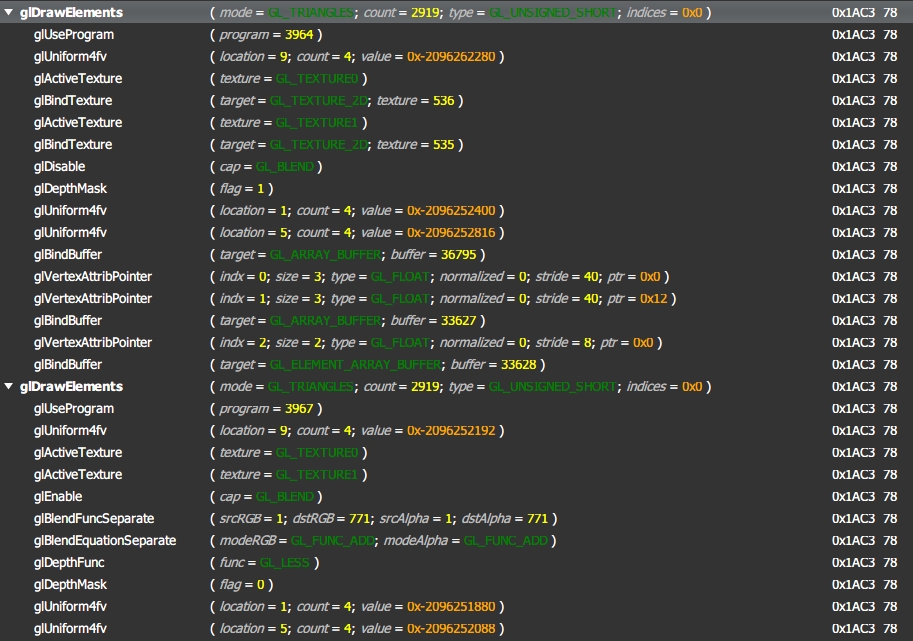 ▼ glDrawElements ( mode = GL_TRIANGLES; count = 2919; type = GL_UNSIGNED_SHORT; indices = 0x0 ) 0x1AC3 78
glUseProgram ( program = 3964 ) 0x1AC3 78
glUniform4fv ( location = 9; count = 4; value = 0x-2096262280 ) 0x1AC3 78
glActiveTexture ( texture = GL_TEXTURE0 ) 0x1AC3 78
glBindTexture ( target = GL_TEXTURE_2D; texture = 536 ) 0x1AC3 78
glActiveTexture ( texture = GL_TEXTURE1 ) 0x1AC3 78
glBindTexture ( target = GL_TEXTURE_2D; texture = 535 ) 0x1AC3 78
glDisable ( cap = GL_BLEND ) 0x1AC3 78
glDepthMask ( flag = 1 ) 0x1AC3 78
glUniform4fv ( location = 1; count = 4; value = 0x-2096252400 ) 0x1AC3 78
glUniform4fv ( location = 5; count = 4; value = 0x-2096252816 ) 0x1AC3 78
glBindBuffer ( target = GL_ARRAY_BUFFER; buffer = 36795 ) 0x1AC3 78
glVertexAttribPointer ( indx = 0; size = 3; type = GL_FLOAT; normalized = 0; stride = 40; ptr = 0x0 ) 0x1AC3 78
glVertexAttribPointer ( indx = 1; size = 3; type = GL_FLOAT; normalized = 0; stride = 40; ptr = 0x12 ) 0x1AC3 78
glBindBuffer ( target = GL_ARRAY_BUFFER; buffer = 33627 ) 0x1AC3 78
glVertexAttribPointer ( indx = 2; size = 2; type = GL_FLOAT; normalized = 0; stride = 8; ptr = 0x0 ) 0x1AC3 78
glBindBuffer ( target = GL_ELEMENT_ARRAY_BUFFER; buffer = 33628 ) 0x1AC3 78
▼ glDrawElements ( mode = GL_TRIANGLES; count = 2919; type = GL_UNSIGNED_SHORT; indices = 0x0 ) 0x1AC3 78
glUseProgram ( program = 3967 ) 0x1AC3 78
glUniform4fv ( location = 9; count = 4; value = 0x-2096252192 ) 0x1AC3 78
glActiveTexture ( texture = GL_TEXTURE0 ) 0x1AC3 78
glActiveTexture ( texture = GL_TEXTURE1 ) 0x1AC3 78
glEnable ( cap = GL_BLEND ) 0x1AC3 78
glBlendFuncSeparate ( srcRGB = 1; dstRGB = 771; srcAlpha = 1; dstAlpha = 771 ) 0x1AC3 78
glBlendEquationSeparate ( modeRGB = GL_FUNC_ADD; modeAlpha = GL_FUNC_ADD ) 0x1AC3 78
glDepthFunc ( func = GL_LESS ) 0x1AC3 78
glDepthMask ( flag = 0 ) 0x1AC3 78
glUniform4fv ( location = 1; count = 4; value = 0x-2096251880 ) 0x1AC3 78
glUniform4fv ( location = 5; count = 4; value = 0x-2096252088 ) 0x1AC3 78